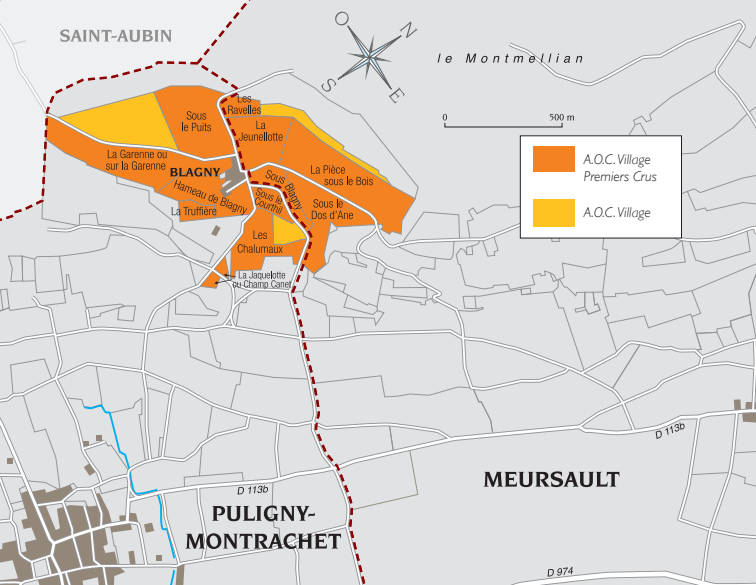 SAINT-AUBIN
O
N
S
E
le Montmellian
0
500 m
A.O.C. Village
Premiers Crus
A.O.C. Village
Les
Ravelles
Sous
le Puits
La
Jeunellotte
La Garenne ou
sur la Garenne
BLAGNY
La Pièce
sous le Bois
Sous Blagny
Hameau de Blagny
Sous le
Courthil
Sous le
Dos d'Ane
La Truffière
Les
Chalumaux
La Jaquelotte
ou Champ Canet
D 113b
MEURSAULT
D 113b
PULIGNY-
MONTRACHET
D 974